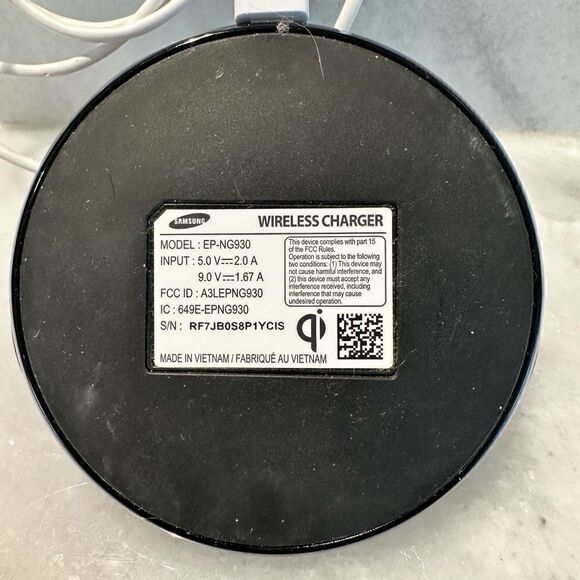 SAMSUNG
WIRELESS CHARGER
MODEL : EP-NG930
INPUT : 5.0 V⎓2.0 A
9.0 V⎓1.67 A
FCC ID : A3LEPNG930
IC : 649E-EPNG930
S/N : RF7JB0S8P1YCIS
MADE IN VIETNAM / FABRIQUÉ AU VIETNAM
This device complies with part 15
of the FCC Rules.
Operation is subject to the following
two conditions: (1) This device may
not cause harmful interference, and
(2) this device must accept any
interference received, including
interference that may cause
undesired operation.
qi